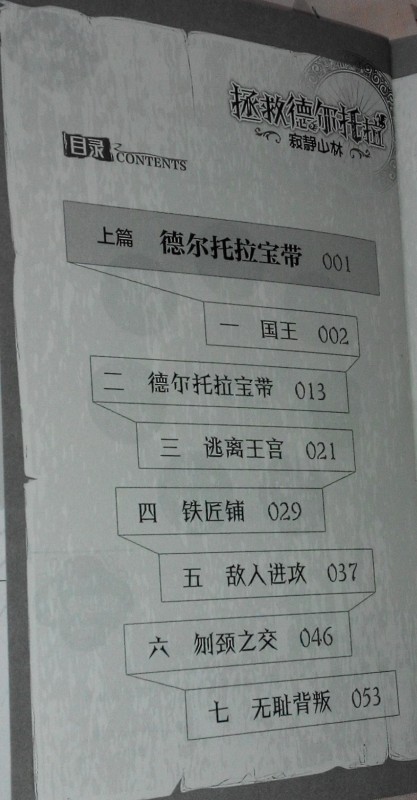 拯救德尔托拉
寂静山林
目录 CONTENTS
上篇 德尔托拉宝带 001
一 国王 002
二 德尔托拉宝带 013
三 逃离王宫 021
四 铁匠铺 029
五 敌人进攻 037
六 刎颈之交 046
七 无耻背叛 053